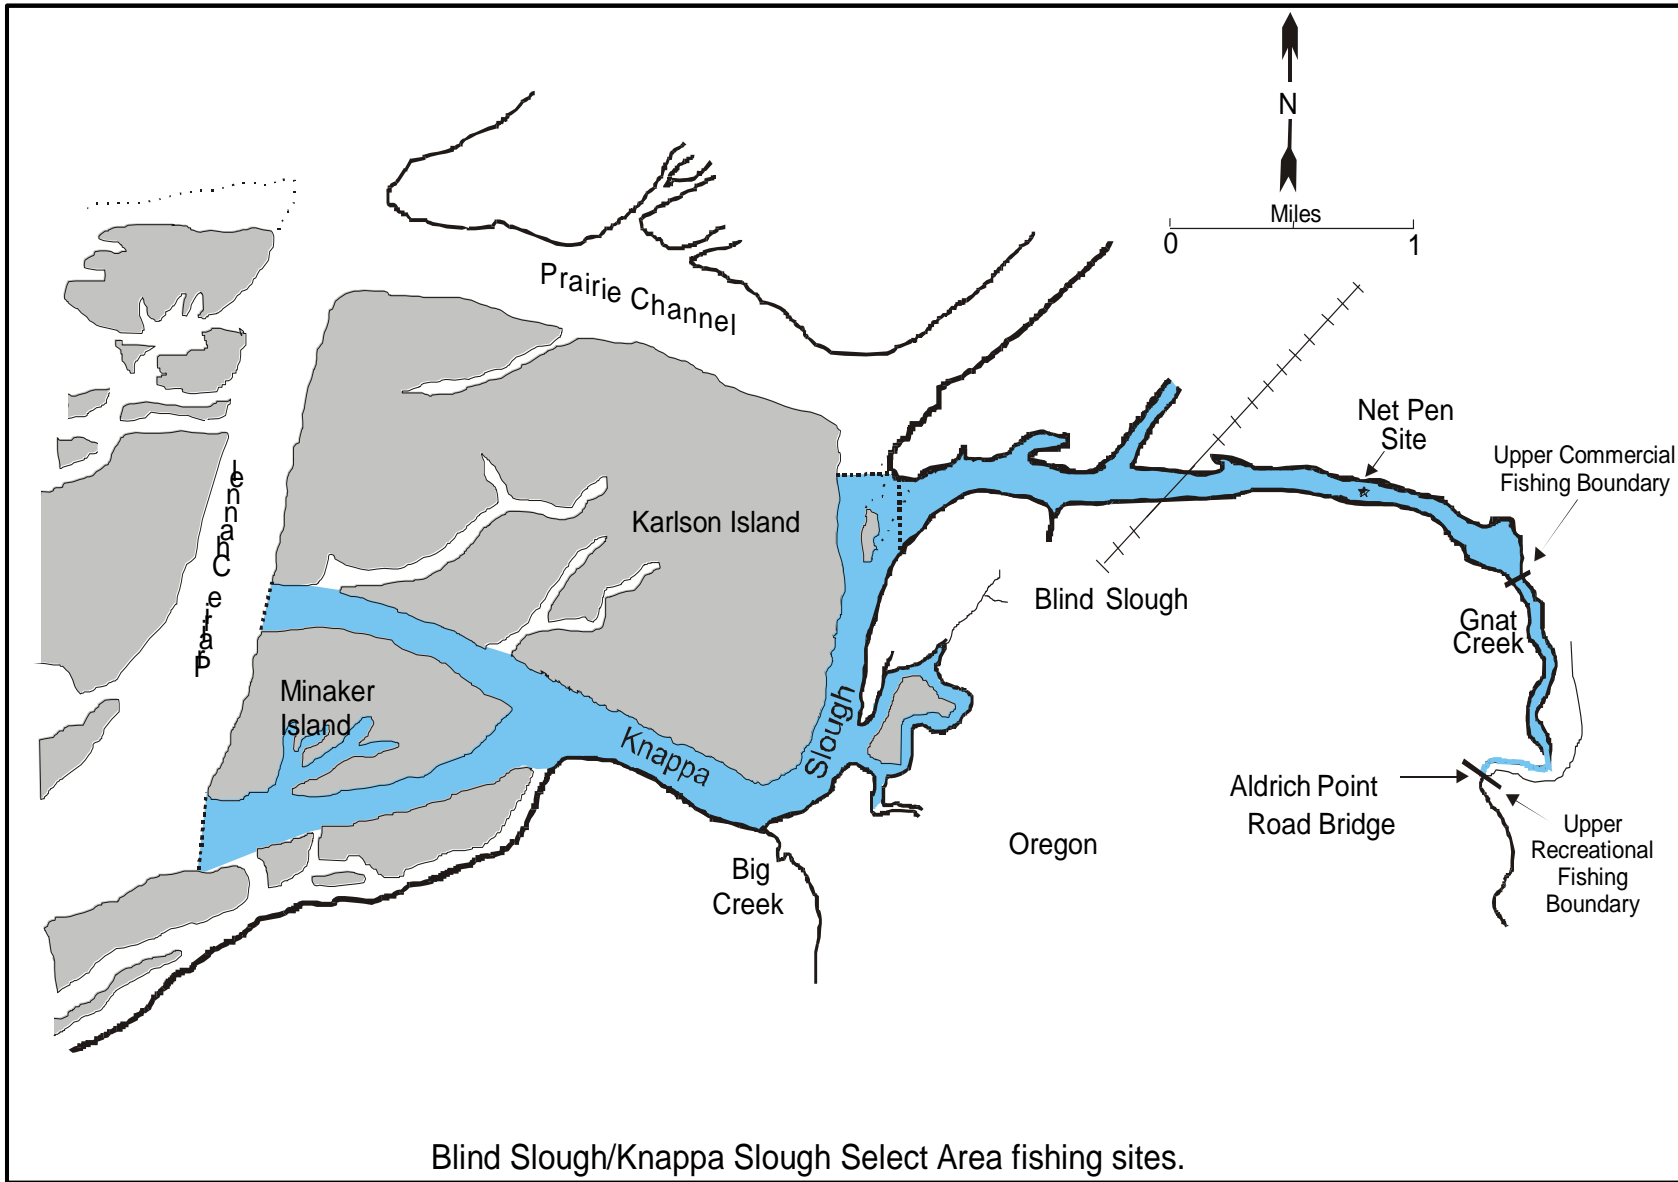 N
Miles
0 1
Prairie Channel
Net Pen
Site
Upper Commercial
Fishing Boundary
Prairie Channel
Karlson Island
Blind Slough
Gnat
Creek
Minaker
Island
Knappa
Slough
Aldrich Point
Road Bridge
Upper
Recreational
Fishing
Boundary
Oregon
Big
Creek
Blind Slough/Knappa Slough Select Area fishing sites.